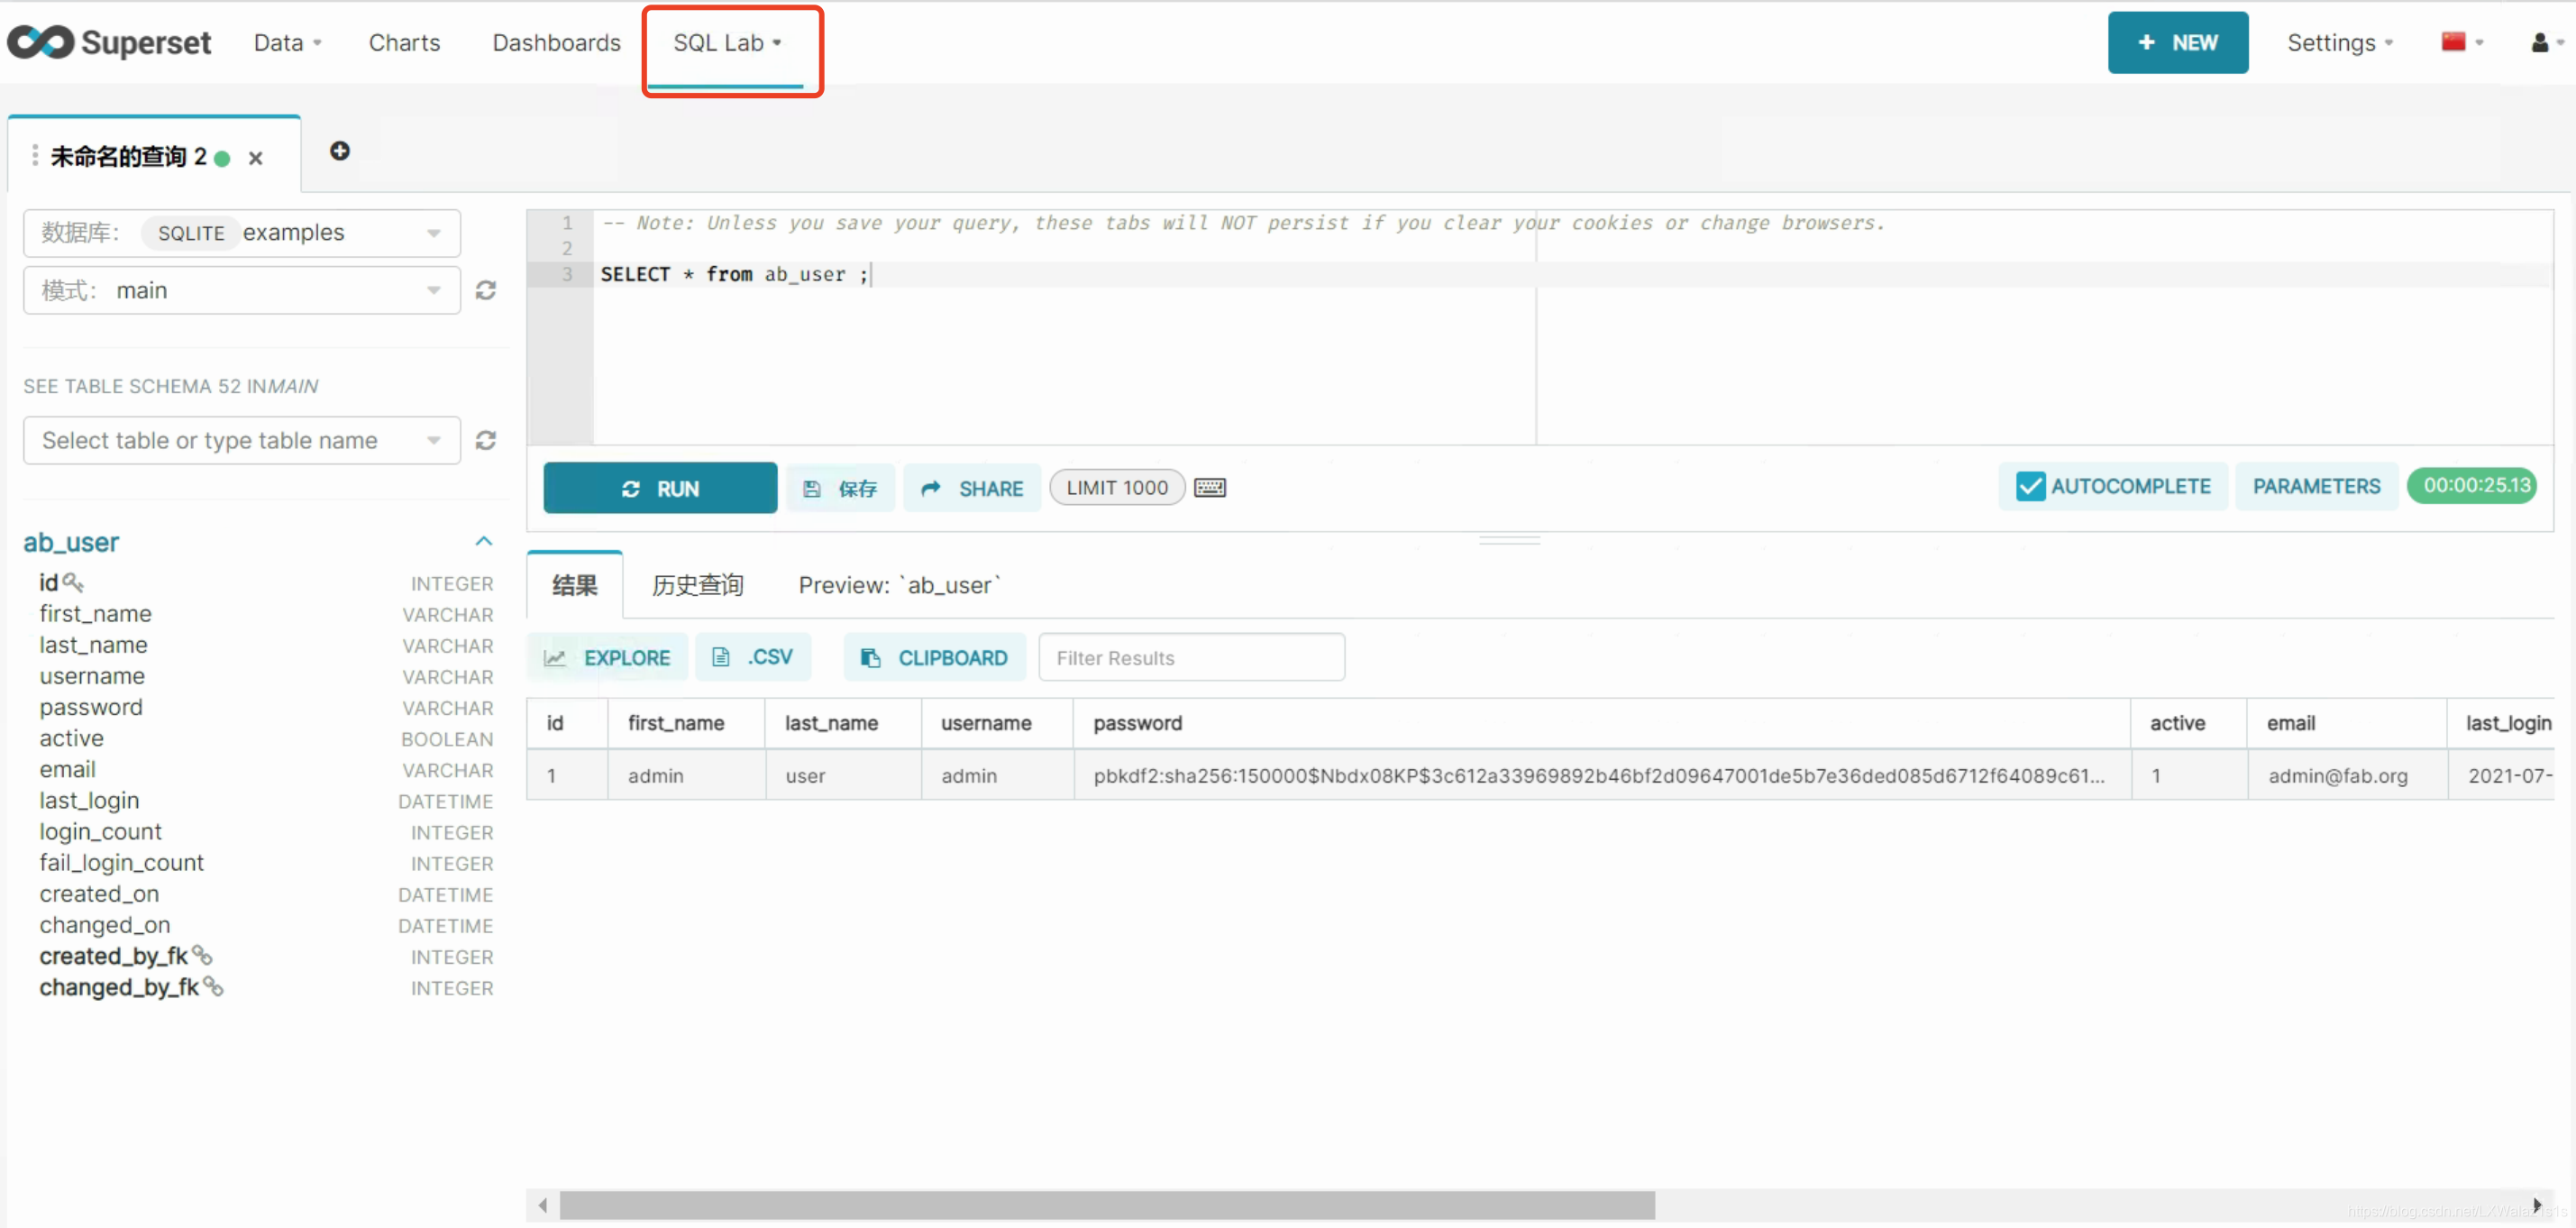 Superset Data Charts Dashboards SQL Lab + NEW Settings
未命名的查询 2
数据库： SQLITE examples
模式： main
SEE TABLE SCHEMA 52 IN MAIN
Select table or type table name
ab_user
id INTEGER
first_name VARCHAR
last_name VARCHAR
username VARCHAR
password VARCHAR
active BOOLEAN
email VARCHAR
last_login DATETIME
login_count INTEGER
fail_login_count INTEGER
created_on DATETIME
changed_on DATETIME
created_by_fk INTEGER
changed_by_fk INTEGER
1 -- Note: Unless you save your query, these tabs will NOT persist if you clear your cookies or change browsers.
2
3 SELECT * from ab_user ;
RUN 保存 SHARE LIMIT 1000 AUTOCOMPLETE PARAMETERS 00:00:25.13
结果 历史查询 Preview: `ab_user`
EXPLORE .CSV CLIPBOARD Filter Results
id first_name last_name username password active email last_login
1 admin user admin pbkdf2:sha256:150000$Nbdx08KP$3c612a33969892b46bf2d09647001de5b7e36ded085d6712f64089c61... 1 admin@fab.org 2021-07-